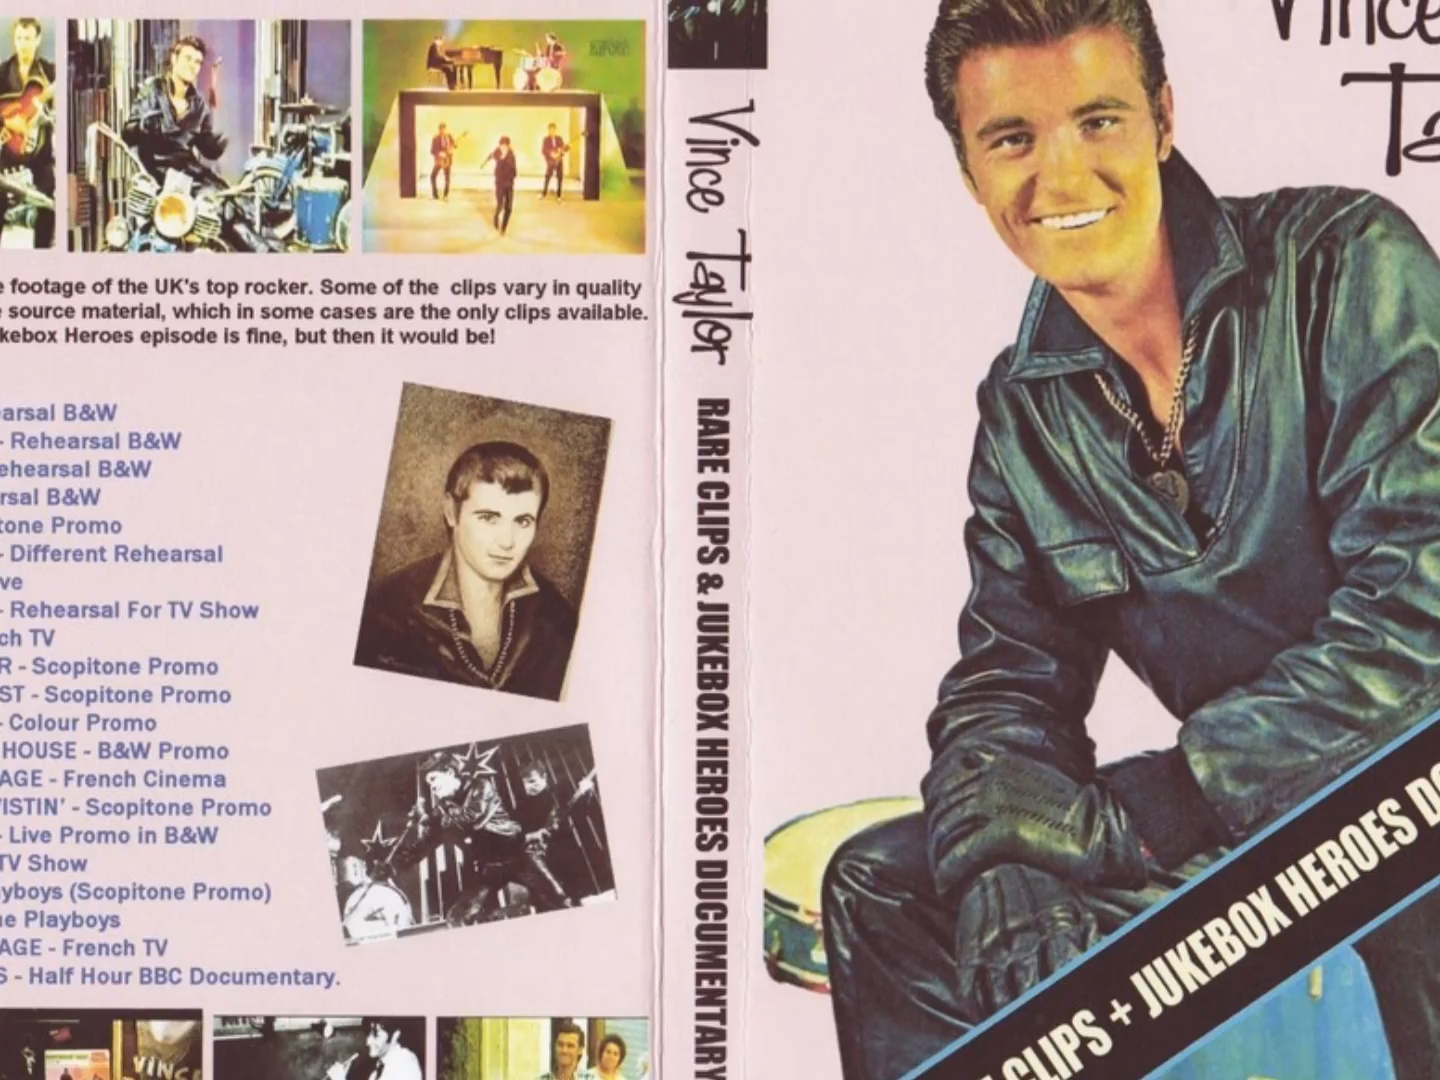 footage of the UK's top rocker. Some of the clips vary in quality
source material, which in some cases are the only clips available.
kebox Heroes episode is fine, but then it would be!
earsal B&W
- Rehearsal B&W
ehearsal B&W
rsal B&W
tone Promo
- Different Rehearsal
ve
- Rehearsal For TV Show
ch TV
R - Scopitone Promo
ST - Scopitone Promo
- Colour Promo
HOUSE - B&W Promo
AGE - French Cinema
ISTIN' - Scopitone Promo
- Live Promo in B&W
TV Show
yboys (Scopitone Promo)
e Playboys
AGE - French TV
S - Half Hour BBC Documentary.
VINCE
Vince Taylor RARE CLIPS & JUKEBOX HEROES DUCUMENTARY
Vince
Ta
CLIPS + JUKEBOX HEROES DO